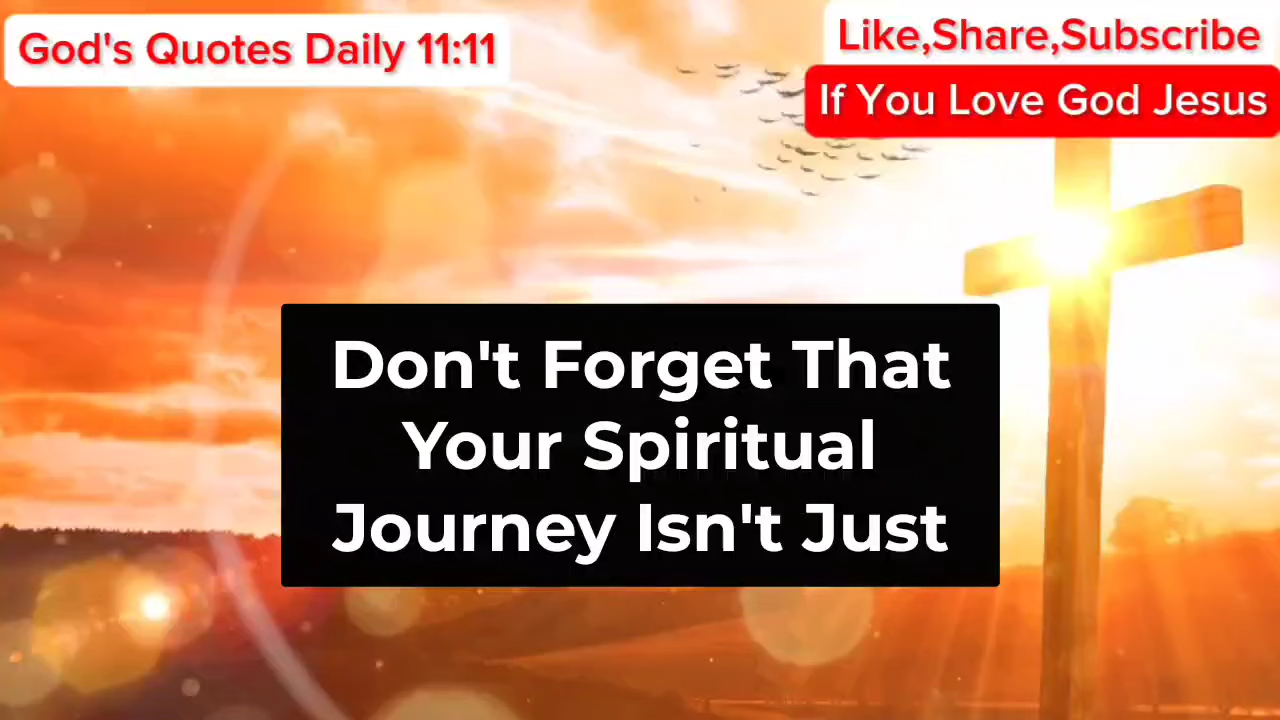 God's Quotes Daily 11:11
Like,Share,Subscribe
If You Love God Jesus
Don't Forget That
Your Spiritual
Journey Isn't Just